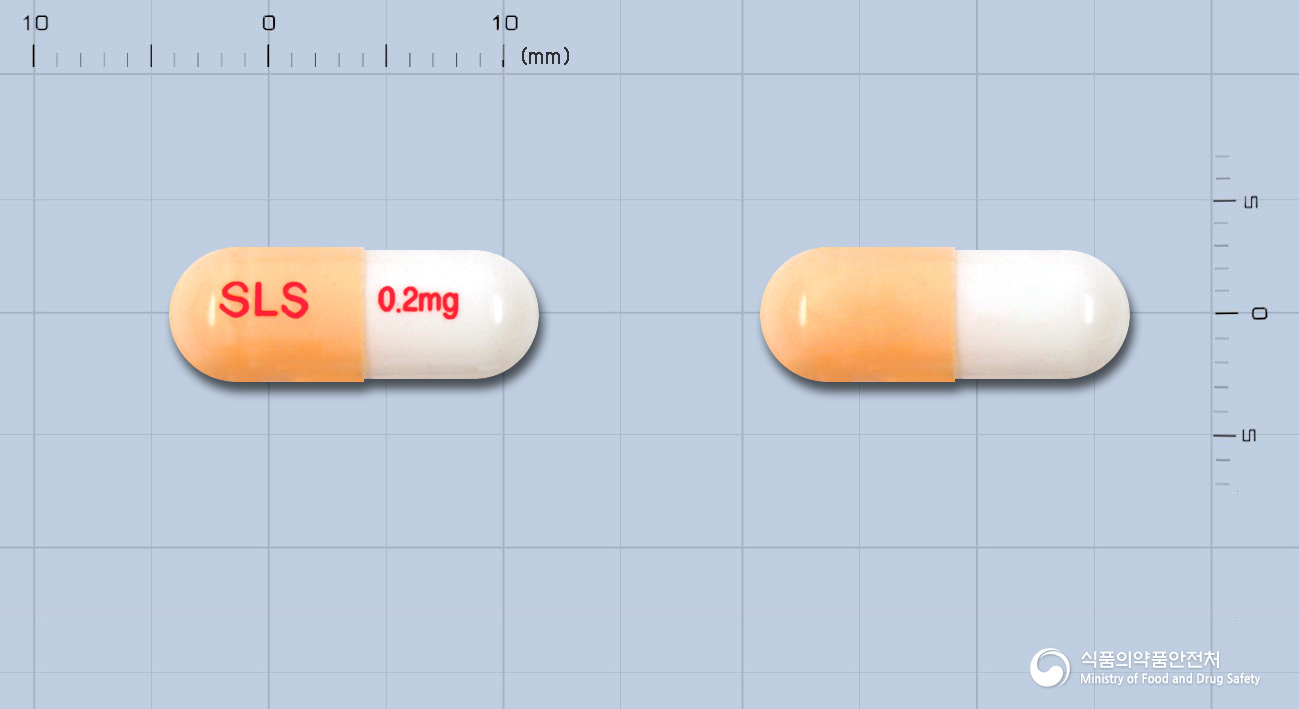 10 0 10
(mm)
SLS 0.2mg
5
0
5
식품의약품안전처
Ministry of Food and Drug Safety